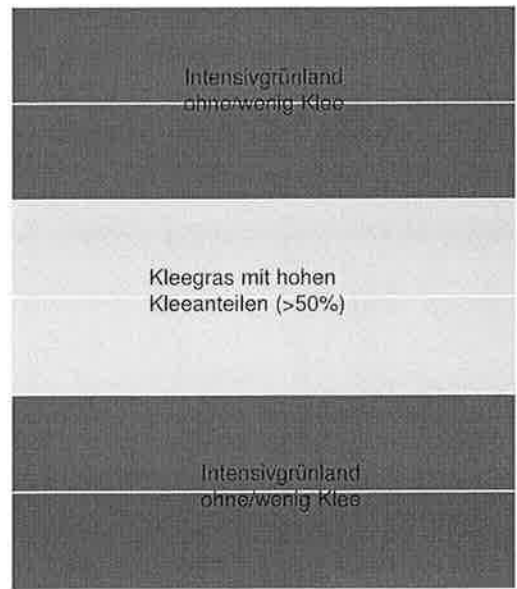 Intensivgrünland
ohne/wenig Klee
Kleegras mit hohen
Kleeanteilen (>50%)
Intensivgrünland
ohne/wenig Klee